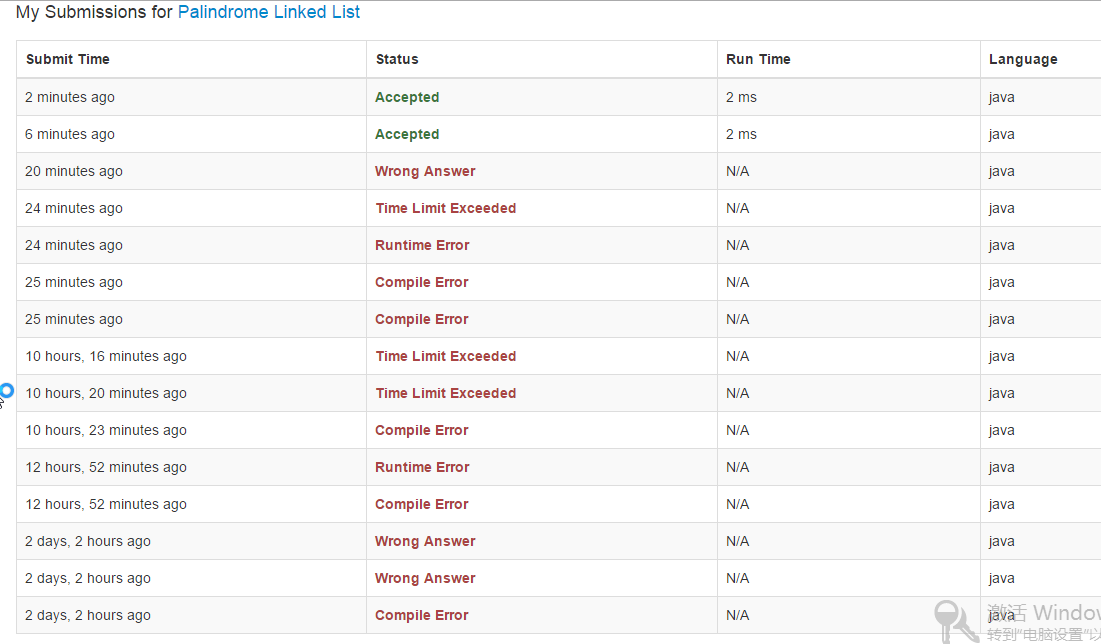 My Submissions for Palindrome Linked List
Submit Time Status Run Time Language
2 minutes ago Accepted 2 ms java
6 minutes ago Accepted 2 ms java
20 minutes ago Wrong Answer N/A java
24 minutes ago Time Limit Exceeded N/A java
24 minutes ago Runtime Error N/A java
25 minutes ago Compile Error N/A java
25 minutes ago Compile Error N/A java
10 hours, 16 minutes ago Time Limit Exceeded N/A java
10 hours, 20 minutes ago Time Limit Exceeded N/A java
10 hours, 23 minutes ago Compile Error N/A java
12 hours, 52 minutes ago Runtime Error N/A java
12 hours, 52 minutes ago Compile Error N/A java
2 days, 2 hours ago Wrong Answer N/A java
2 days, 2 hours ago Wrong Answer N/A java
2 days, 2 hours ago Compile Error N/A java
激活 Windov
转到"电脑设置"以